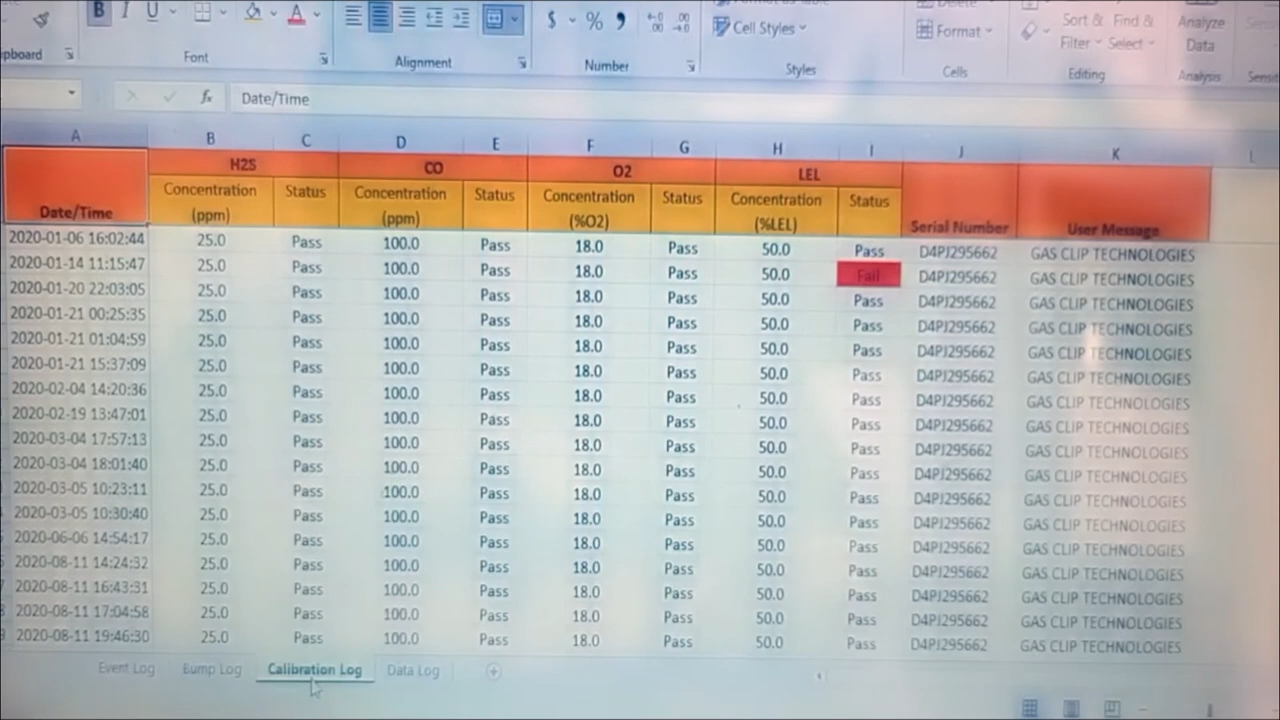 B I U
$ % 9
Cell Styles
Format
Sort & Find &
Filter Select
Analyze
Data
Font
Alignment
Number
Styles
Cells
Editing
Analysis
fx Date/Time
A B C D E F G H I J K L
H2S CO O2 LEL
Date/Time Concentration Status Concentration Status Concentration Status Concentration Status Serial Number User Message
(ppm) (ppm) (%O2) (%LEL)
2020-01-06 16:02:44 25.0 Pass 100.0 Pass 18.0 Pass 50.0 Pass D4PJ295662 GAS CLIP TECHNOLOGIES
2020-01-14 11:15:47 25.0 Pass 100.0 Pass 18.0 Pass 50.0 Fail D4PJ295662 GAS CLIP TECHNOLOGIES
2020-01-20 22:03:05 25.0 Pass 100.0 Pass 18.0 Pass 50.0 Pass D4PJ295662 GAS CLIP TECHNOLOGIES
2020-01-21 00:25:35 25.0 Pass 100.0 Pass 18.0 Pass 50.0 Pass D4PJ295662 GAS CLIP TECHNOLOGIES
2020-01-21 01:04:59 25.0 Pass 100.0 Pass 18.0 Pass 50.0 Pass D4PJ295662 GAS CLIP TECHNOLOGIES
2020-01-21 15:37:09 25.0 Pass 100.0 Pass 18.0 Pass 50.0 Pass D4PJ295662 GAS CLIP TECHNOLOGIES
2020-02-04 14:20:36 25.0 Pass 100.0 Pass 18.0 Pass 50.0 Pass D4PJ295662 GAS CLIP TECHNOLOGIES
2020-02-19 13:47:01 25.0 Pass 100.0 Pass 18.0 Pass 50.0 Pass D4PJ295662 GAS CLIP TECHNOLOGIES
2020-03-04 17:57:13 25.0 Pass 100.0 Pass 18.0 Pass 50.0 Pass D4PJ295662 GAS CLIP TECHNOLOGIES
2020-03-04 18:01:40 25.0 Pass 100.0 Pass 18.0 Pass 50.0 Pass D4PJ295662 GAS CLIP TECHNOLOGIES
2020-03-05 10:23:11 25.0 Pass 100.0 Pass 18.0 Pass 50.0 Pass D4PJ295662 GAS CLIP TECHNOLOGIES
2020-03-05 10:30:40 25.0 Pass 100.0 Pass 18.0 Pass 50.0 Pass D4PJ295662 GAS CLIP TECHNOLOGIES
2020-06-06 14:54:17 25.0 Pass 100.0 Pass 18.0 Pass 50.0 Pass D4PJ295662 GAS CLIP TECHNOLOGIES
2020-08-11 14:24:32 25.0 Pass 100.0 Pass 18.0 Pass 50.0 Pass D4PJ295662 GAS CLIP TECHNOLOGIES
2020-08-11 16:43:31 25.0 Pass 100.0 Pass 18.0 Pass 50.0 Pass D4PJ295662 GAS CLIP TECHNOLOGIES
2020-08-11 17:04:58 25.0 Pass 100.0 Pass 18.0 Pass 50.0 Pass D4PJ295662 GAS CLIP TECHNOLOGIES
2020-08-11 19:46:30 25.0 Pass 100.0 Pass 18.0 Pass 50.0 Pass D4PJ295662 GAS CLIP TECHNOLOGIES
Event Log Bump Log Calibration Log Data Log